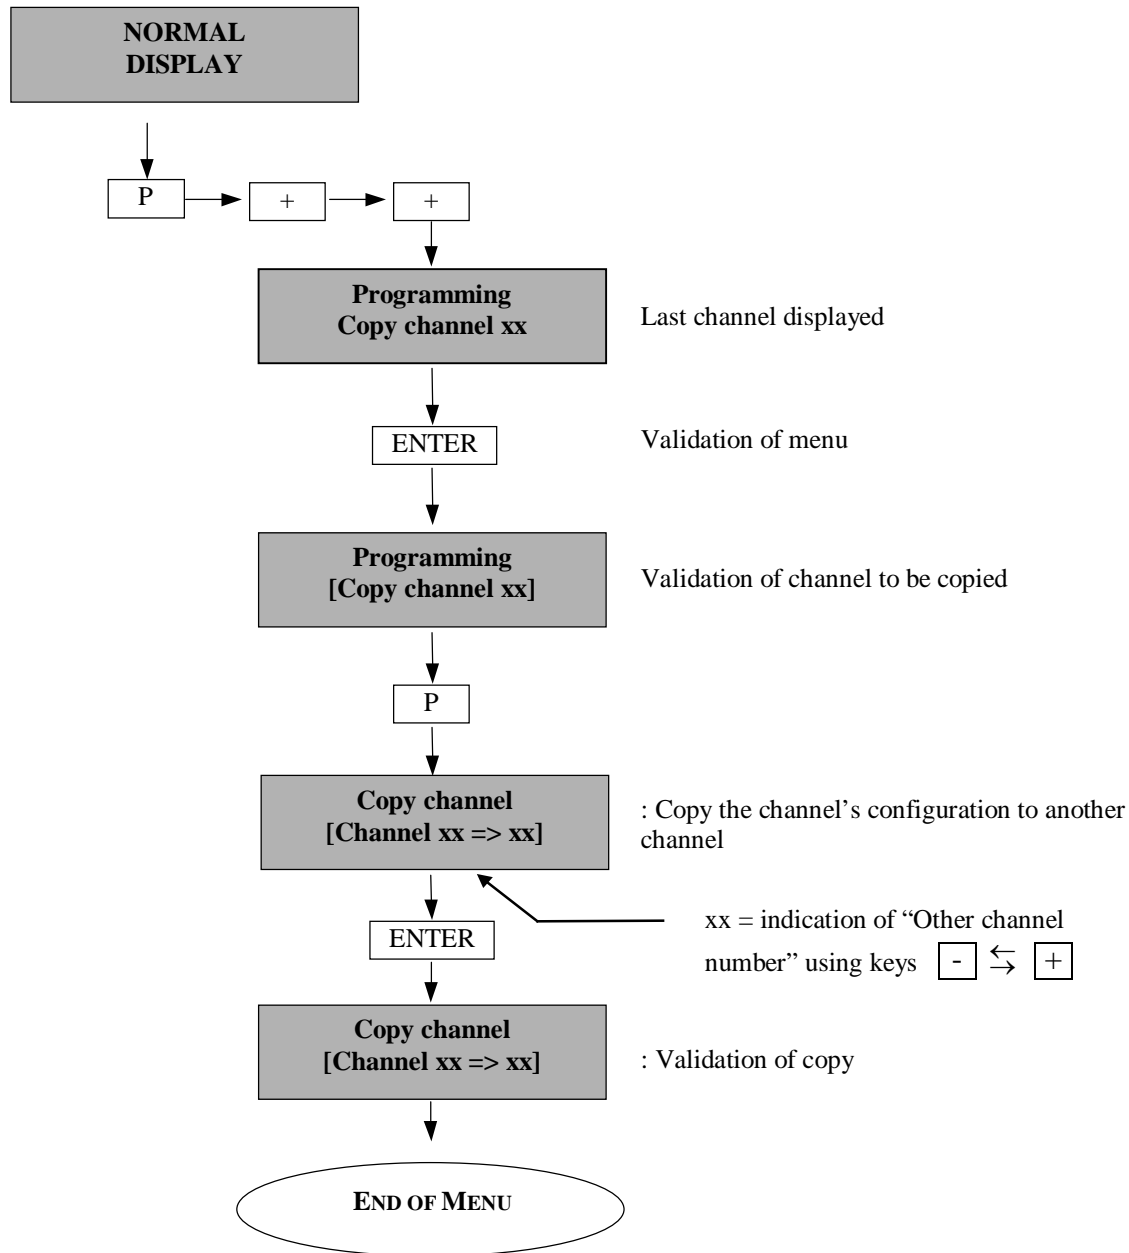 NORMAL
DISPLAY
P
+
+
Programming
Copy channel xx
Last channel displayed
ENTER
Validation of menu
Programming
[Copy channel xx]
Validation of channel to be copied
P
Copy channel
[Channel xx => xx]
: Copy the channel’s configuration to another
channel
ENTER
xx = indication of “Other channel
number” using keys - ⇆ +
Copy channel
[Channel xx => xx]
: Validation of copy
END OF MENU